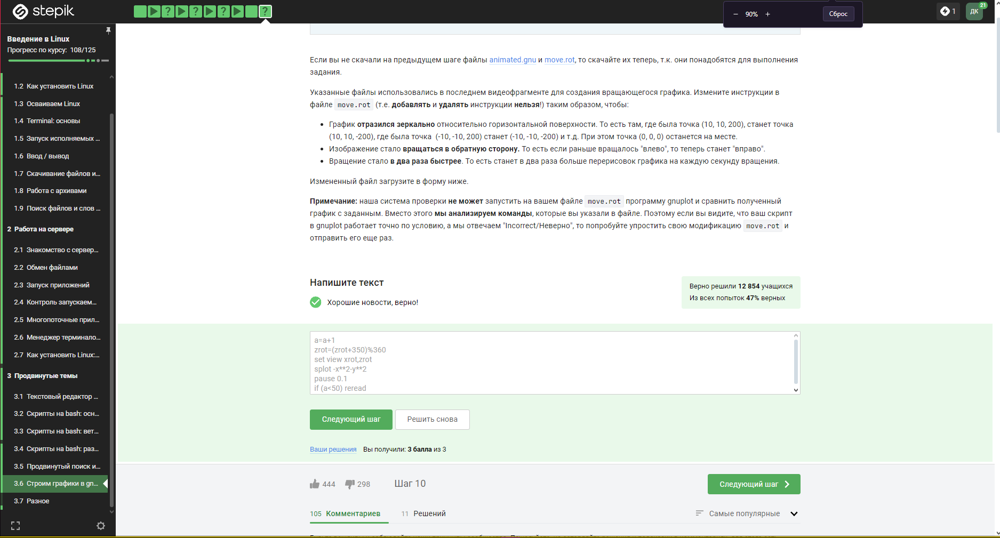 stepik
? ? ? ? ?
90%
Сброс
1
ДК
21
Введение в Linux
Прогресс по курсу: 108/125
1.2 Как установить Linux
1.3 Осваиваем Linux
1.4 Terminal: основы
1.5 Запуск исполняемых ...
1.6 Ввод / вывод
1.7 Скачивание файлов и...
1.8 Работа с архивами
1.9 Поиск файлов и слов ...
2 Работа на сервере
2.1 Знакомство с сервер...
2.2 Обмен файлами
2.3 Запуск приложений
2.4 Контроль запускаем...
2.5 Многопоточные прил...
2.6 Менеджер терминало...
2.7 Как установить Linux:...
3 Продвинутые темы
3.1 Текстовый редактор ...
3.2 Скрипты на bash: осн...
3.3 Скрипты на bash: вет...
3.4 Скрипты на bash: раз...
3.5 Продвинутый поиск и...
3.6 Строим графики в gn...
3.7 Разное
Если вы не скачали на предыдущем шаге файлы animated.gnu и move.rot, то скачайте их теперь, т.к. они понадобятся для выполнения
задания.
Указанные файлы использовались в последнем видеофрагменте для создания вращающегося графика. Измените инструкции в
файле move.rot (т.е. добавлять и удалять инструкции нельзя!) таким образом, чтобы:
• График отразился зеркально относительно горизонтальной поверхности. То есть там, где была точка (10, 10, 200), станет точка
(10, 10, -200), где была точка (-10, -10, 200) станет (-10, -10, -200) и т.д. При этом точка (0, 0, 0) останется на месте.
• Изображение стало вращаться в обратную сторону. То есть если раньше вращалось "влево", то теперь станет "вправо".
• Вращение стало в два раза быстрее. То есть станет в два раза больше перерисовок графика на каждую секунду вращения.
Измененный файл загрузите в форму ниже.
Примечание: наша система проверки не может запустить на вашем файле move.rot программу gnuplot и сравнить полученный
график с заданным. Вместо этого мы анализируем команды, которые вы указали в файле. Поэтому если вы видите, что ваш скрипт
в gnuplot работает точно по условию, а мы отвечаем "Incorrect/Неверно", то попробуйте упростить свою модификацию move.rot и
отправить его еще раз.
Напишите текст
Хорошие новости, верно!
Верно решили 12 854 учащихся
Из всех попыток 47% верных
a=a+1
zrot=(zrot+350)%360
set view xrot,zrot
splot -x**2-y**2
pause 0.1
if (a<50) reread
Следующий шаг
Решить снова
Ваши решения Вы получили: 3 балла из 3
444
298
Шаг 10
Следующий шаг
105 Комментариев
11 Решений
Самые популярные